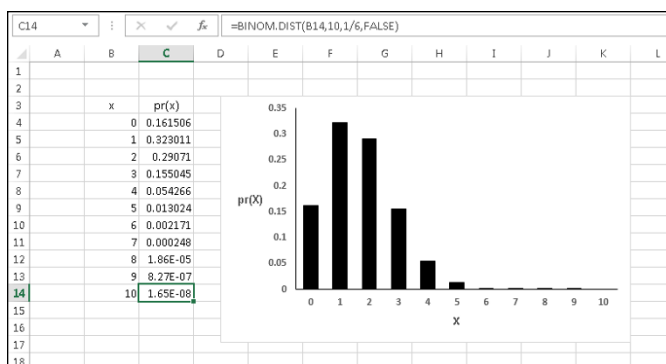 C14 fx =BINOM.DIST(B14,10,1/6,FALSE)
A B C D E F G H I J K L
1
2
3 x pr(x)
4 0 0.161506
5 1 0.323011
6 2 0.29071
7 3 0.155045
8 4 0.054266
9 5 0.013024
10 6 0.002171
11 7 0.000248
12 8 1.86E-05
13 9 8.27E-07
14 10 1.65E-08
15
16
17
18
0.35
0.3
0.25
0.2
pr(X)
0.15
0.1
0.05
0
0 1 2 3 4 5 6 7 8 9 10
X